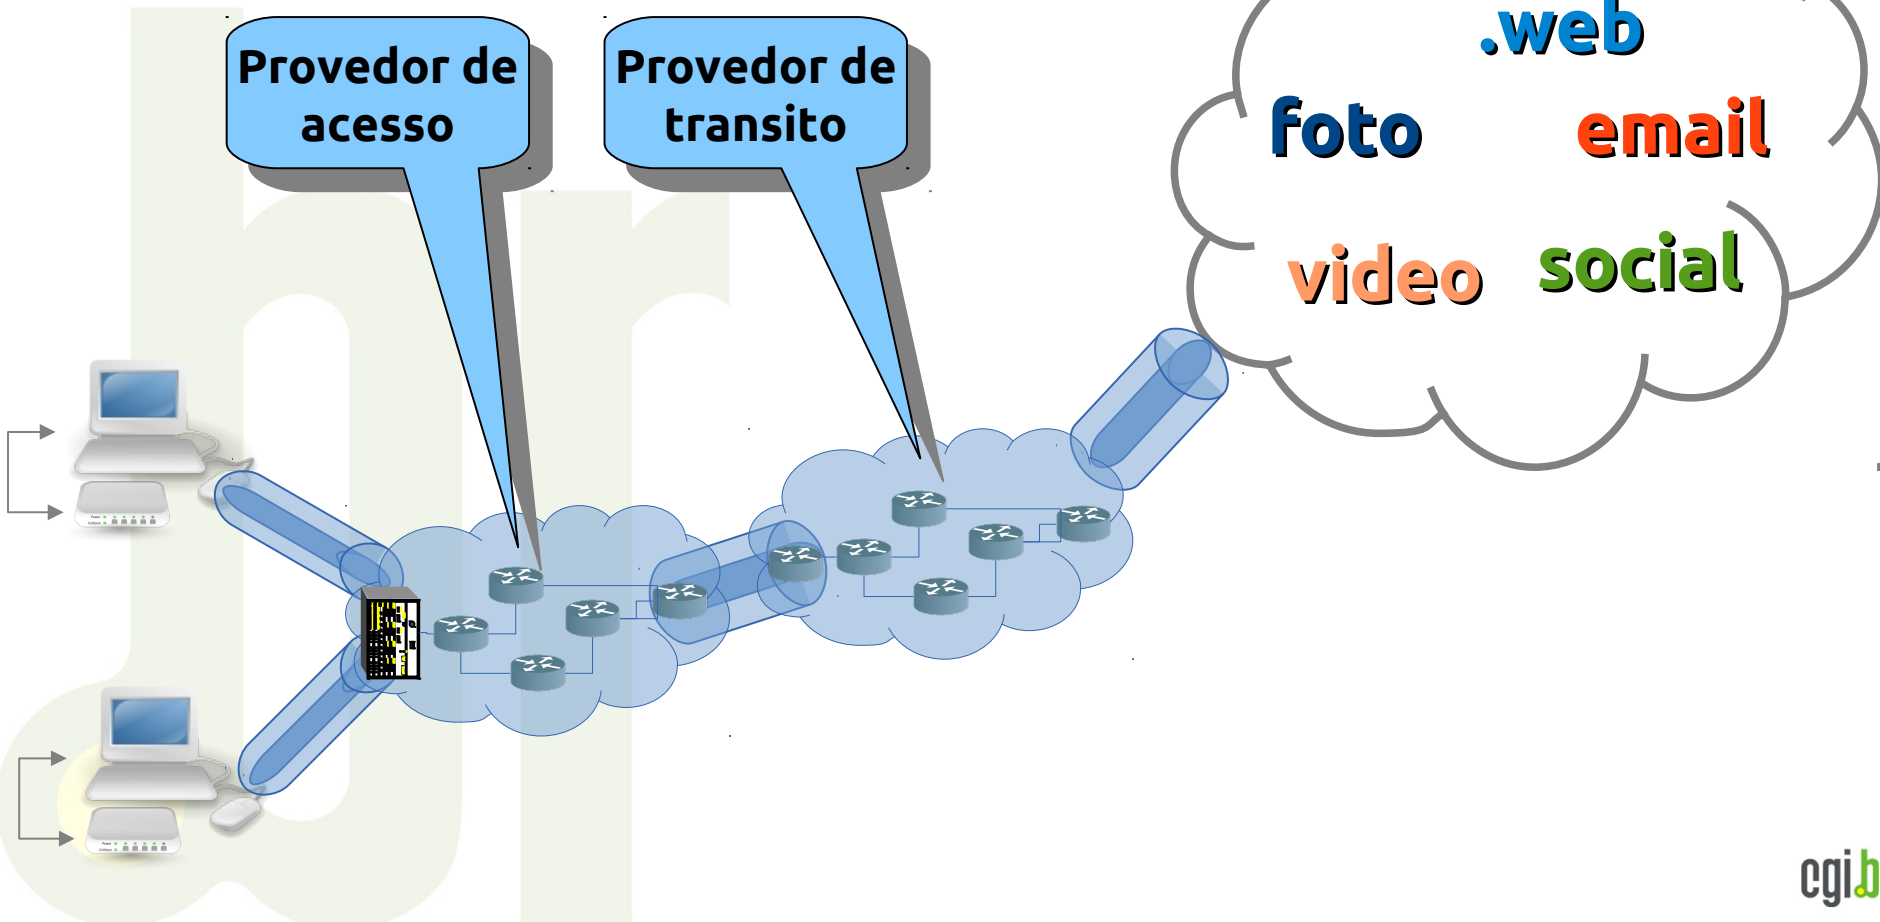 Provedor de
acesso
Provedor de
transito
.web
foto
email
video
social
cgi.b